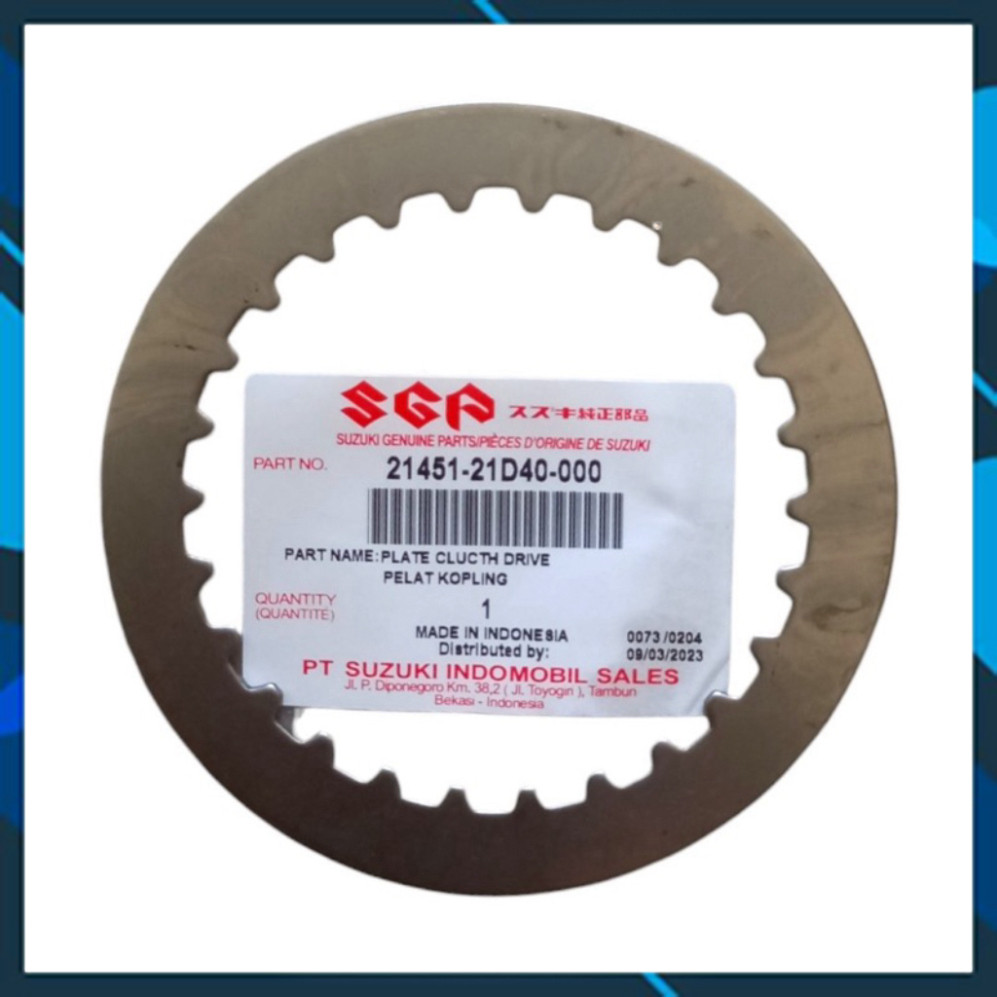 SGP スズキ純正部品
SUZUKI GENUINE PARTS/PIÈCES D'ORIGINE DE SUZUKI
PART NO. 21451-21D40-000
PART NAME:PLATE CLUCTH DRIVE
PELAT KOPLING
QUANTITY
(QUANTITÉ) 1
MADE IN INDONESIA 0073 /0204
Distributed by: 09/03/2023
PT SUZUKI INDOMOBIL SALES
Jl. P. Diponegoro Km. 38,2 ( Jl. Toyogiri ), Tambun
Bekasi - Indonesia